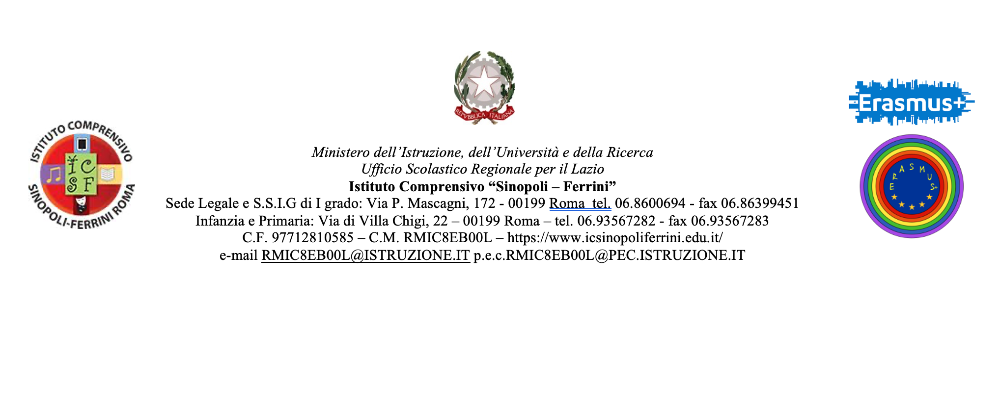 REPVBBLICA ITALIANA
Erasmus+
ISTITUTO COMPRENSIVO
iC
SF
SINOPOLI-FERRINI ROMA
ERASMUS+
Ministero dell’Istruzione, dell’Università e della Ricerca
Ufficio Scolastico Regionale per il Lazio
Istituto Comprensivo “Sinopoli – Ferrini”
Sede Legale e S.S.I.G di I grado: Via P. Mascagni, 172 - 00199 Roma  tel. 06.8600694 - fax 06.86399451
Infanzia e Primaria: Via di Villa Chigi, 22 – 00199 Roma – tel. 06.93567282 - fax 06.93567283
C.F. 97712810585 – C.M. RMIC8EB00L – https://www.icsinopoliferrini.edu.it/
e-mail RMIC8EB00L@ISTRUZIONE.IT p.e.c.RMIC8EB00L@PEC.ISTRUZIONE.IT